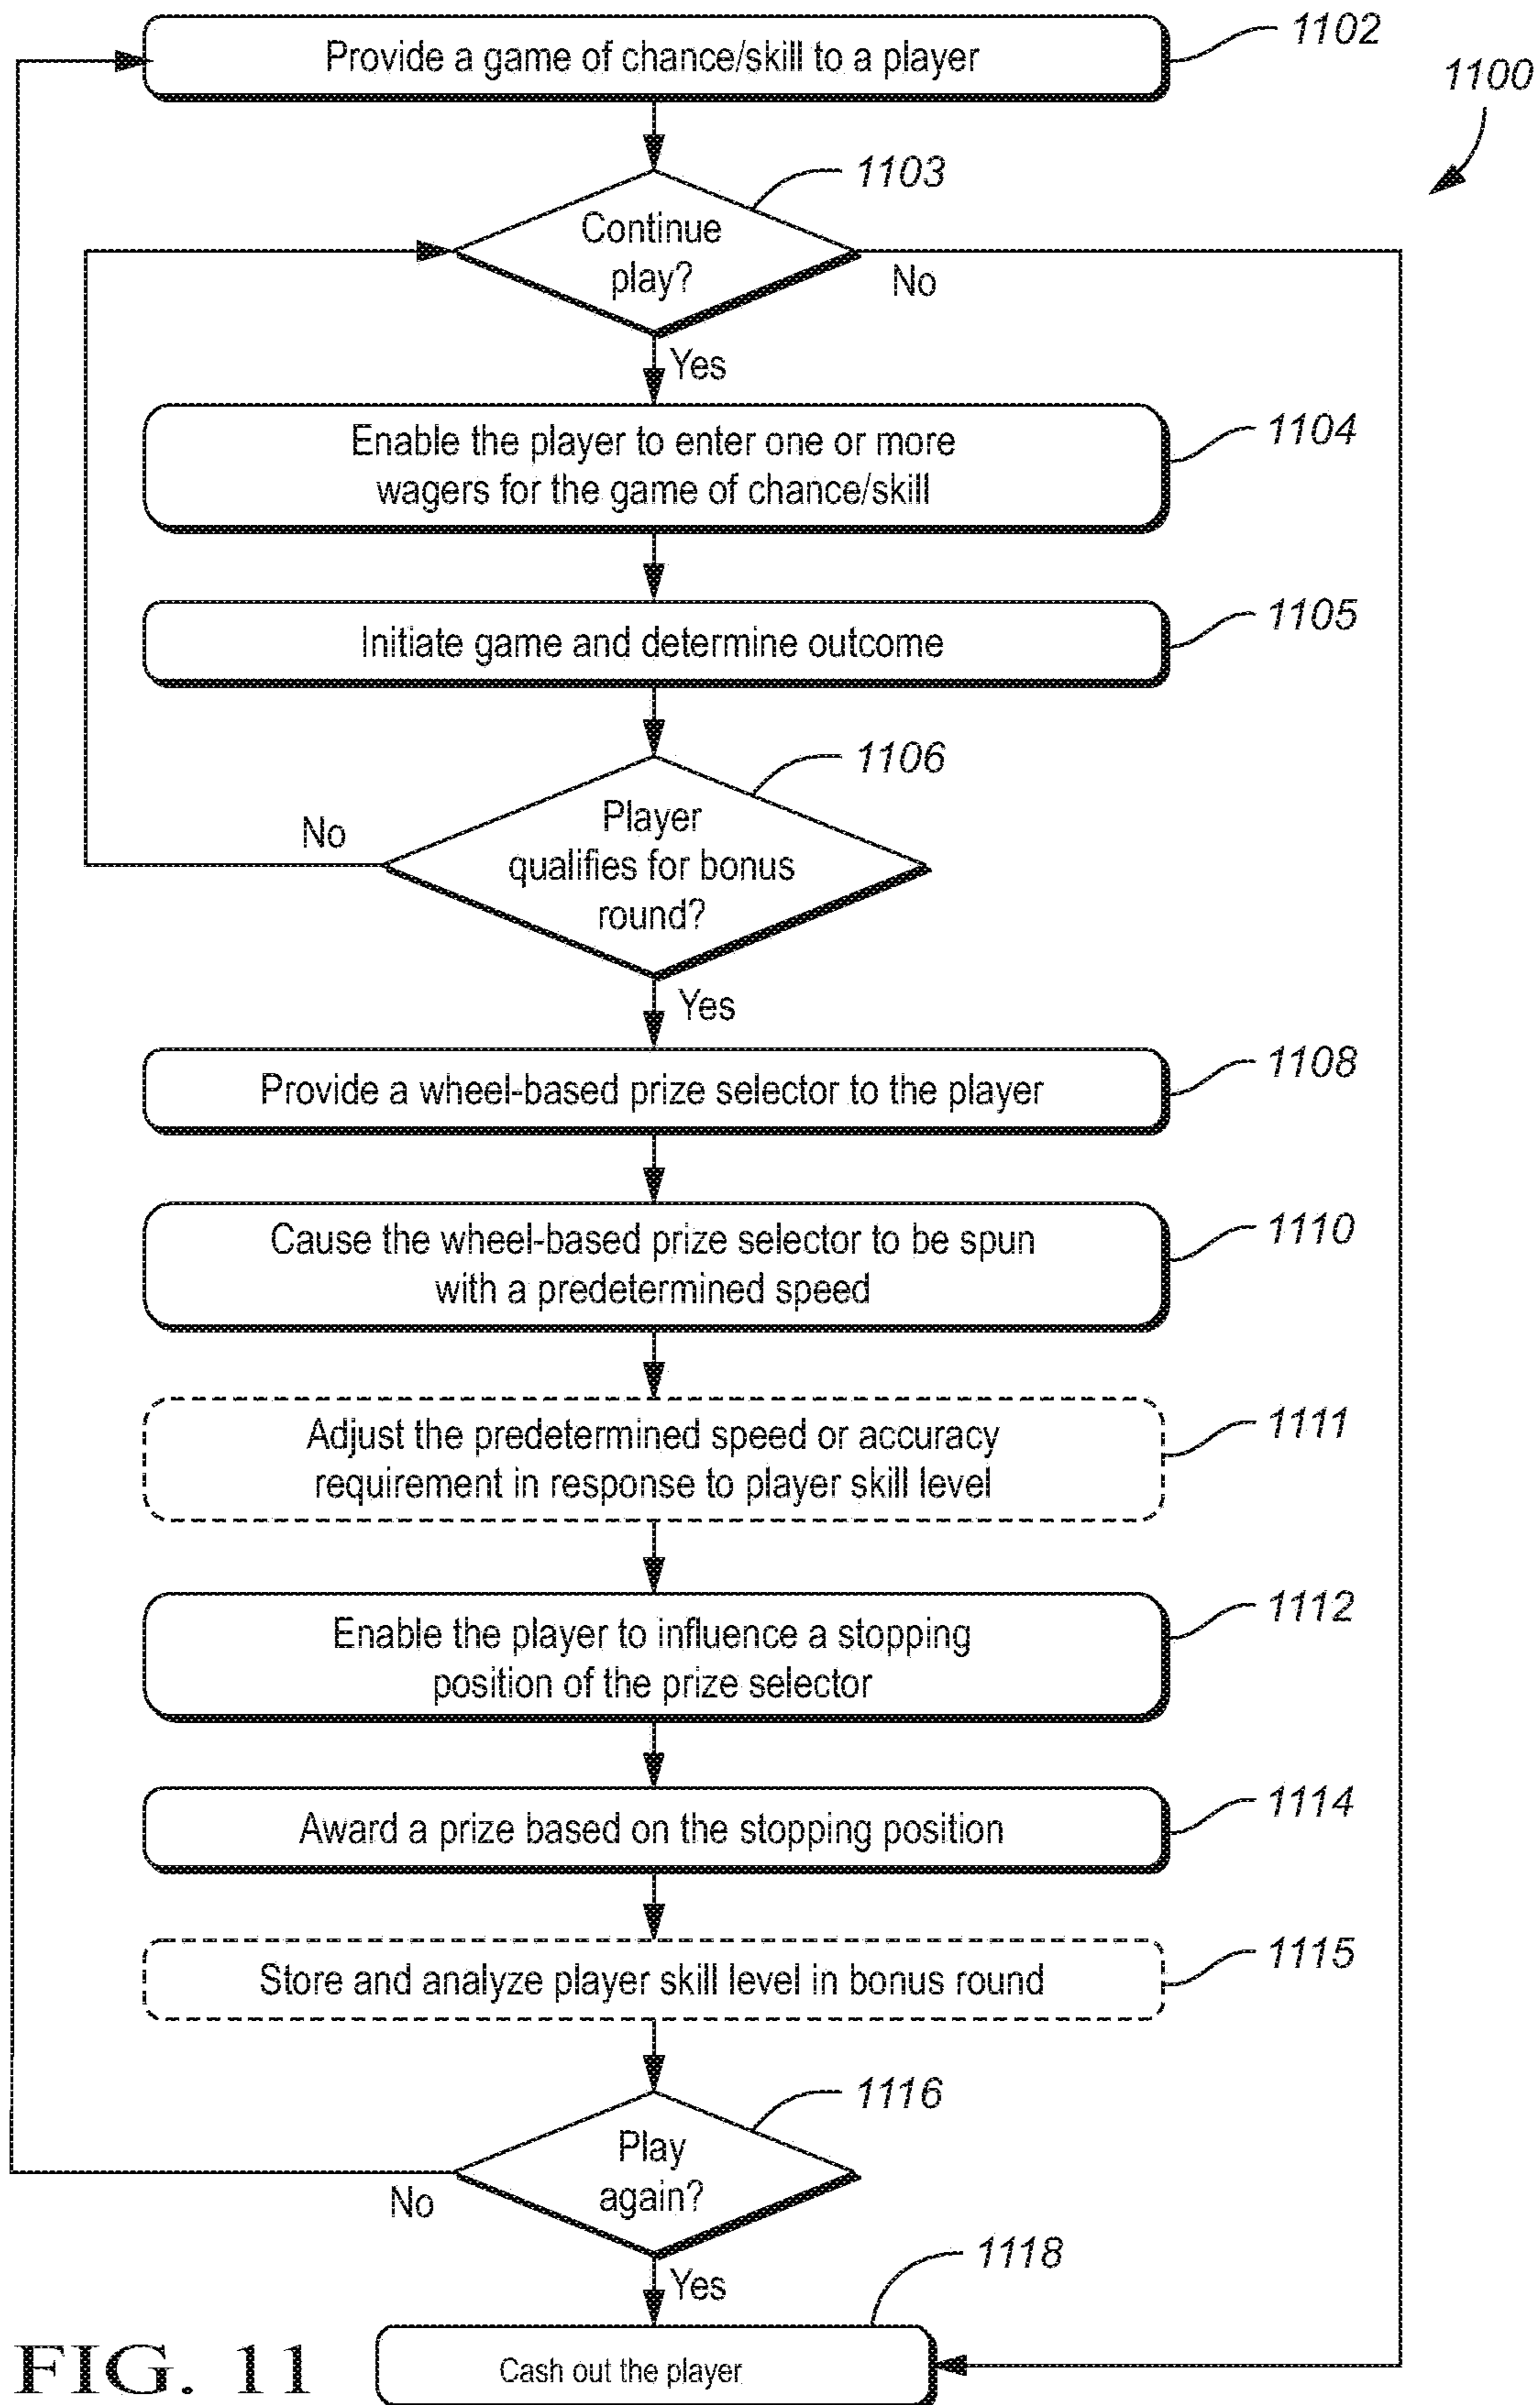 Provide a game of chance/skill to a player
1102
1100
1103
Continue
play?
No
Yes
Enable the player to enter one or more
wagers for the game of chance/skill
1104
Initiate game and determine outcome
1105
1106
Player
qualifies for bonus
round?
No
Yes
Provide a wheel-based prize selector to the player
1108
Cause the wheel-based prize selector to be spun
with a predetermined speed
1110
Adjust the predetermined speed or accuracy
requirement in response to player skill level
1111
Enable the player to influence a stopping
position of the prize selector
1112
Award a prize based on the stopping position
1114
Store and analyze player skill level in bonus round
1115
1116
Play
again?
No
Yes
1118
Cash out the player
FIG. 11